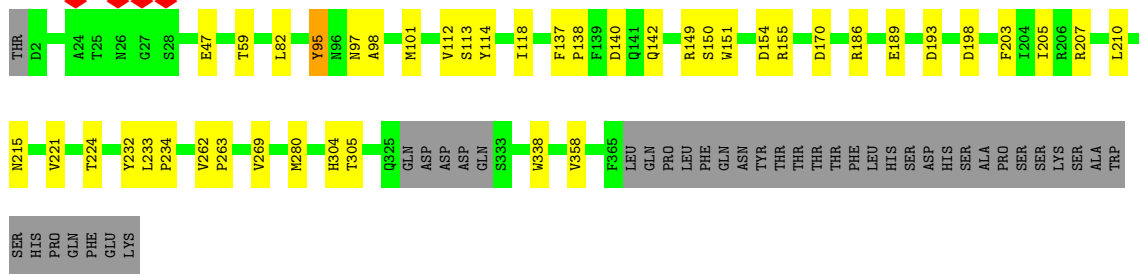 THR D2 A24 T25 N26 G27 S28 E47 T59 L82 Y95 N96 N97 A98 M101 V112 S113 Y114 I118 F137 P138 F139 D140 Q141 Q142 R149 S150 W151 D154 R155 D170 R186 E189 D193 D198 F203 I204 I205 R206 R207 L210
N215 V221 T224 Y232 L233 P234 V262 P263 V269 M280 H304 T305 Q325 GLN ASP ASP ASP GLN S333 W338 V358 F365 LEU GLN PRO LEU PHE GLN ASN TYR THR THR THR THR PHE LEU HIS SER ASP HIS SER ALA PRO SER SER LYS SER ALA TRP
SER HIS PRO GLN PHE GLU LYS